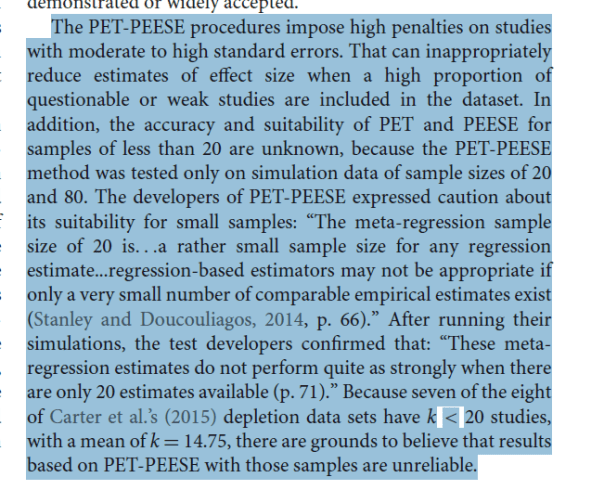 demonstrated or widely accepted.
The PET-PEESE procedures impose high penalties on studies
with moderate to high standard errors. That can inappropriately
reduce estimates of effect size when a high proportion of
questionable or weak studies are included in the dataset. In
addition, the accuracy and suitability of PET and PEESE for
samples of less than 20 are unknown, because the PET-PEESE
method was tested only on simulation data of sample sizes of 20
and 80. The developers of PET-PEESE expressed caution about
its suitability for small samples: “The meta-regression sample
size of 20 is...a rather small sample size for any regression
estimate...regression-based estimators may not be appropriate if
only a very small number of comparable empirical estimates exist
(Stanley and Doucouliagos, 2014, p. 66).” After running their
simulations, the test developers confirmed that: “These meta-
regression estimates do not perform quite as strongly when there
are only 20 estimates available (p. 71).” Because seven of the eight
of Carter et al.’s (2015) depletion data sets have k < 20 studies,
with a mean of k = 14.75, there are grounds to believe that results
based on PET-PEESE with those samples are unreliable.